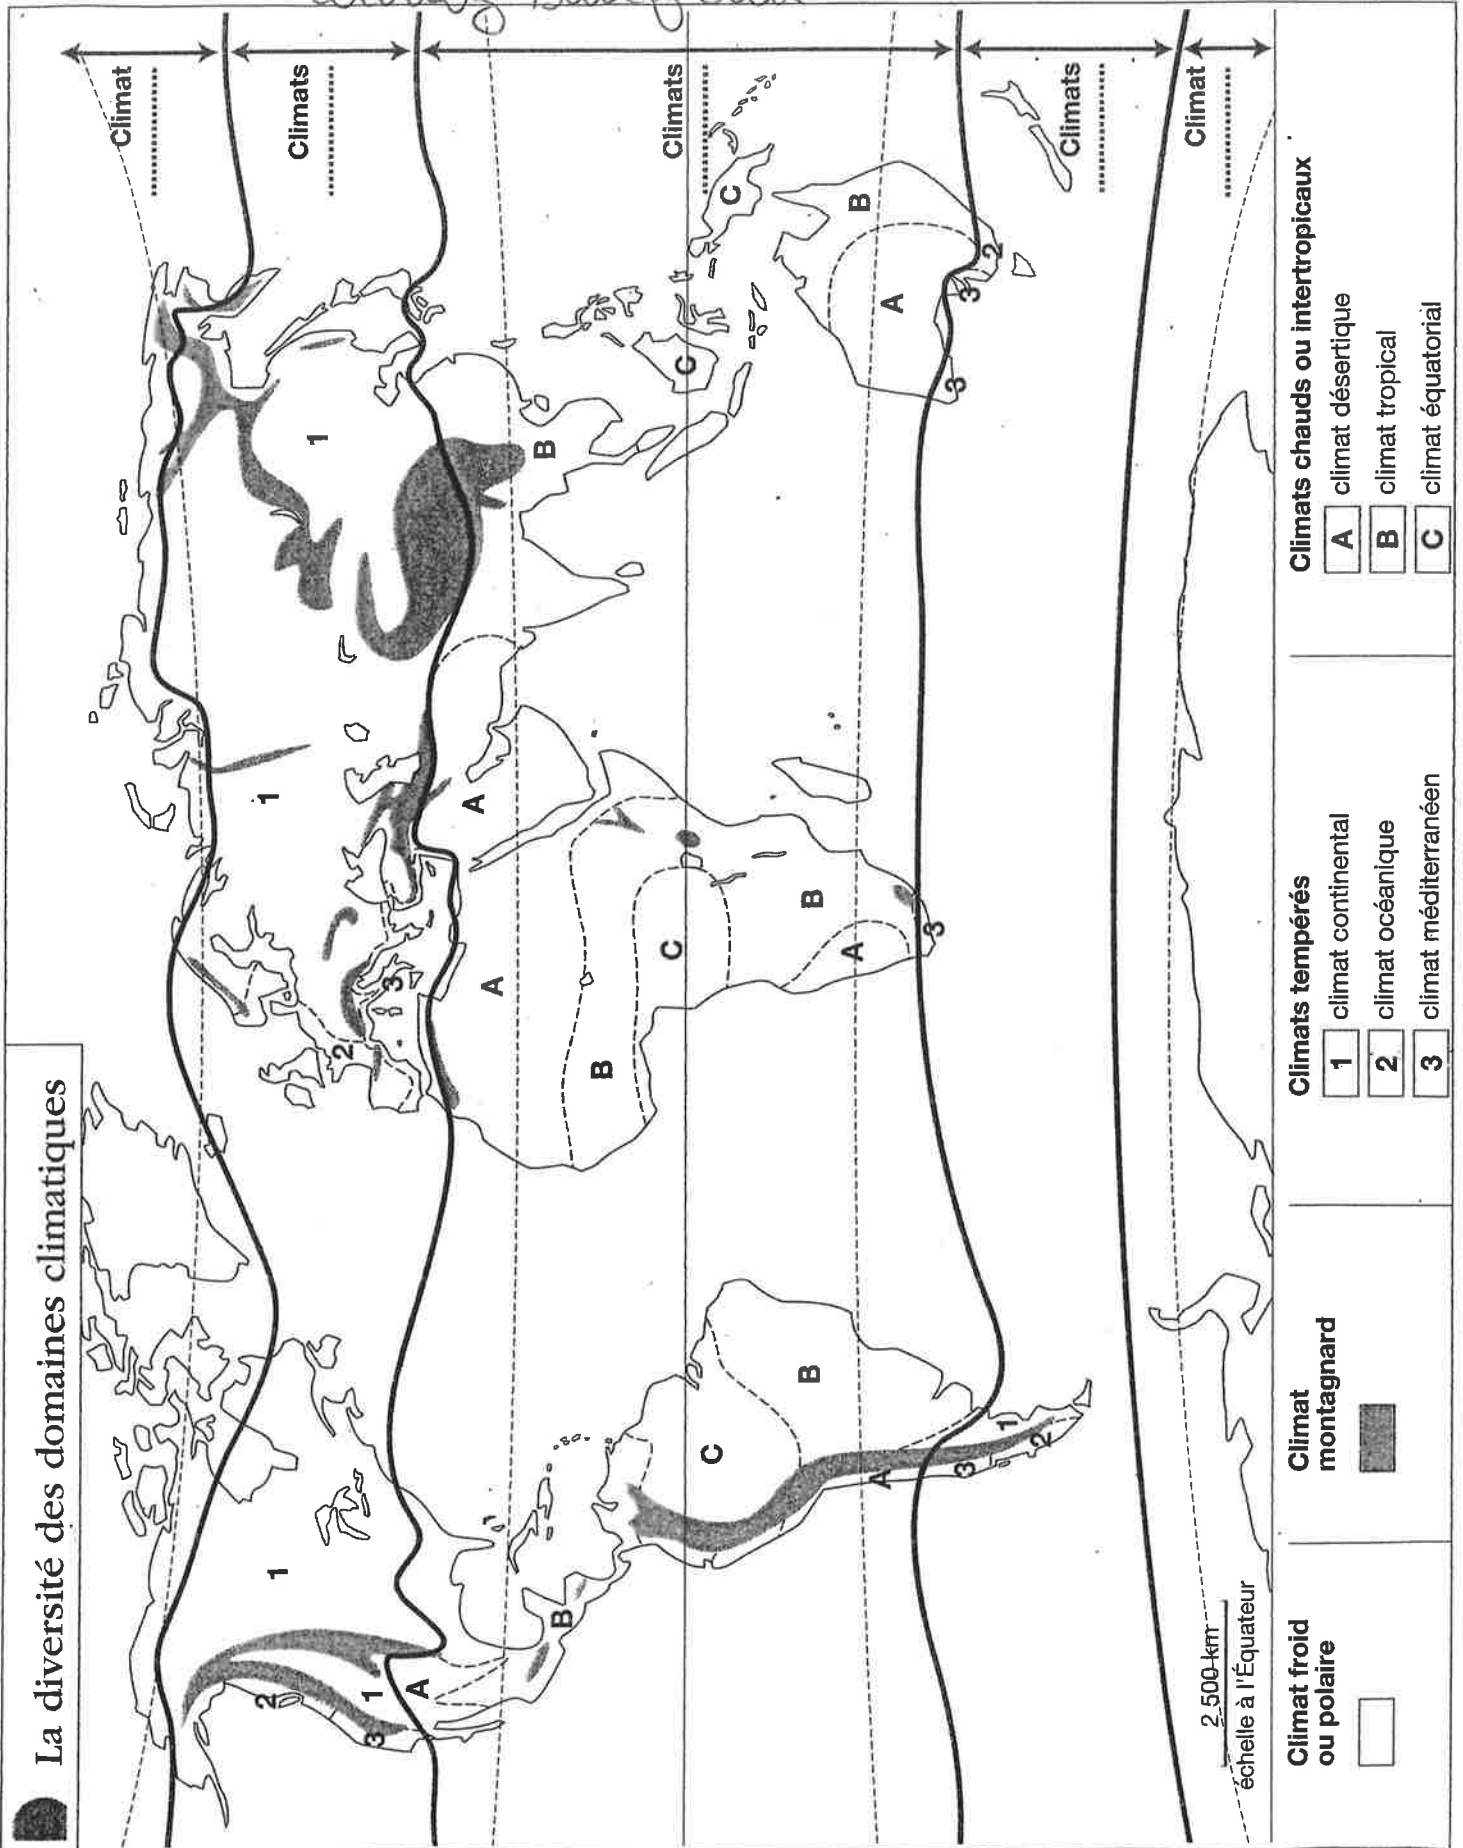 La diversité des domaines climatiques
Climat
Climats
Climats
Climats
Climat
1
1
1
1
2
3
2
3
A
B
C
B
A
3
1
2
A
A
B
C
B
A
3
B
C
C
A
B
3
3
2
2 500 km
échelle à l'Équateur
Climat froid
ou polaire
Climat
montagnard
Climats tempérés
1 climat continental
2 climat océanique
3 climat méditerranéen
Climats chauds ou intertropicaux
A climat désertique
B climat tropical
C climat équatorial